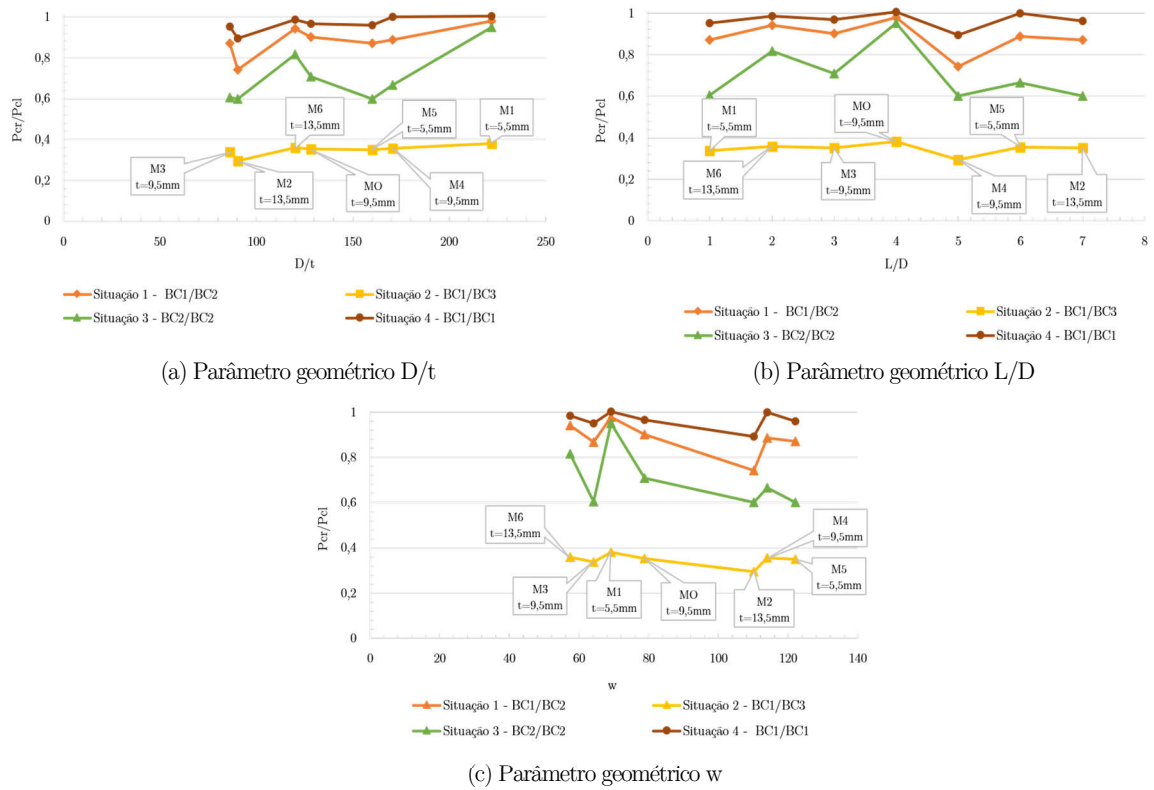 1
0,8
0,6
0,4
0,2
0
Pcr/Pcl
M6
t=13,5mm
M5
t=5,5mm
M1
t=5,5mm
M3
t=9,5mm
M2
t=13,5mm
MO
t=9,5mm
M4
t=9,5mm
0 50 100 150 200 250
D/t
Situação 1 - BC1/BC2
Situação 2 - BC1/BC3
Situação 3 - BC2/BC2
Situação 4 - BC1/BC1
(a) Parâmetro geométrico D/t
1
0,8
0,6
0,4
0,2
0
Pcr/Pcl
M1
t=5,5mm
MO
t=9,5mm
M5
t=5,5mm
M6
t=13,5mm
M3
t=9,5mm
M4
t=9,5mm
M2
t=13,5mm
0 1 2 3 4 5 6 7 8
L/D
Situação 1 - BC1/BC2
Situação 2 - BC1/BC3
Situação 3 - BC2/BC2
Situação 4 - BC1/BC1
(b) Parâmetro geométrico L/D
1
0,8
0,6
0,4
0,2
0
Pcr/Pcl
M6
t=13,5mm
M4
t=9,5mm
M3
t=9,5mm
M1
t=5,5mm
MO
t=9,5mm
M2
t=13,5mm
M5
t=5,5mm
0 20 40 60 80 100 120 140
w
Situação 1 - BC1/BC2
Situação 2 - BC1/BC3
Situação 3 - BC2/BC2
Situação 4 - BC1/BC1
(c) Parâmetro geométrico w